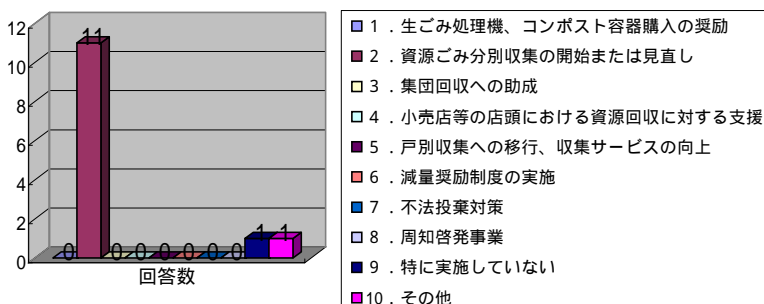 12
10
8
6
4
2
0
0
11
0
0
0
0
0
0
1
1
回答数
1．生ごみ処理機、コンポスト容器購入の奨励
2．資源ごみ分別収集の開始または見直し
3．集団回収への助成
4．小売店等の店頭における資源回収に対する支援
5．戸別収集への移行、収集サービスの向上
6．減量奨励制度の実施
7．不法投棄対策
8．周知啓発事業
9．特に実施していない
10．その他